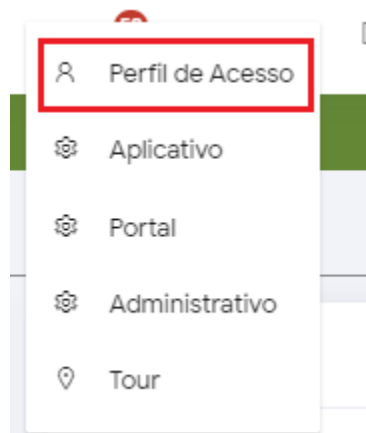 Perfil de Acesso
Aplicativo
Portal
Administrativo
Tour